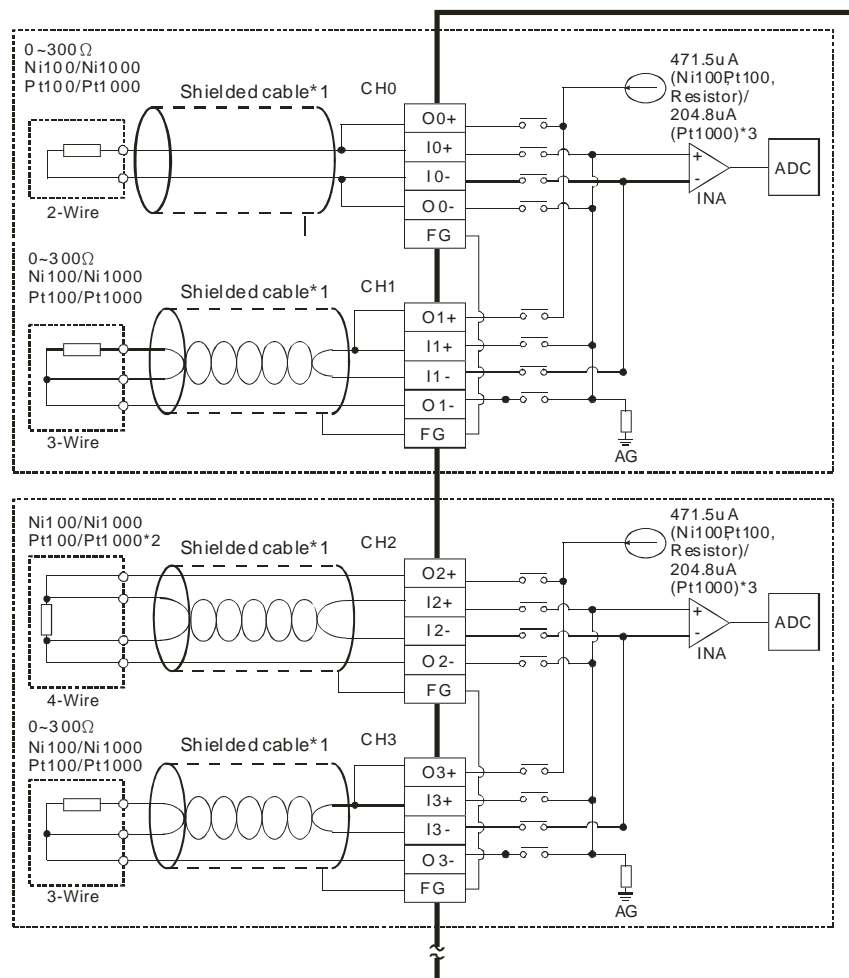 0~300Ω
Ni100/Ni1000
Pt100/Pt1000
Shielded cable*1
CH0
2-Wire
O0+
I0+
I0-
O0-
FG
471.5uA
(Ni100,Pt100,
Resistor)/
204.8uA
(Pt1000)*3
+
-
INA
ADC
0~300Ω
Ni100/Ni1000
Pt100/Pt1000
Shielded cable*1
CH1
3-Wire
O1+
I1+
I1-
O1-
FG
AG
Ni100/Ni1000
Pt100/Pt1000*2
Shielded cable*1
CH2
4-Wire
O2+
I2+
I2-
O2-
FG
471.5uA
(Ni100,Pt100,
Resistor)/
204.8uA
(Pt1000)*3
+
-
INA
ADC
0~300Ω
Ni100/Ni1000
Pt100/Pt1000
Shielded cable*1
CH3
3-Wire
O3+
I3+
I3-
O3-
FG
AG